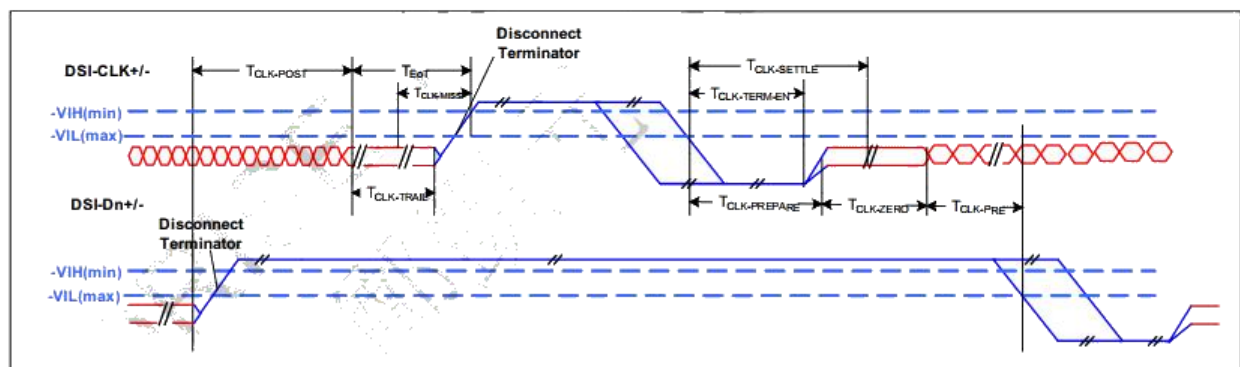 Disconnect
Terminator
DSI-CLK+/-
TCLK-POST
TEoT
TCLK-SETTLE
TCLK-MISS
TCLK-TERM-EN
-VIH(min)
-VIL(max)
TCLK-TRAIL
TCLK-PREPARE
TCLK-ZERO
TCLK-PRE
DSI-Dn+/-
Disconnect
Terminator
-VIH(min)
-VIL(max)